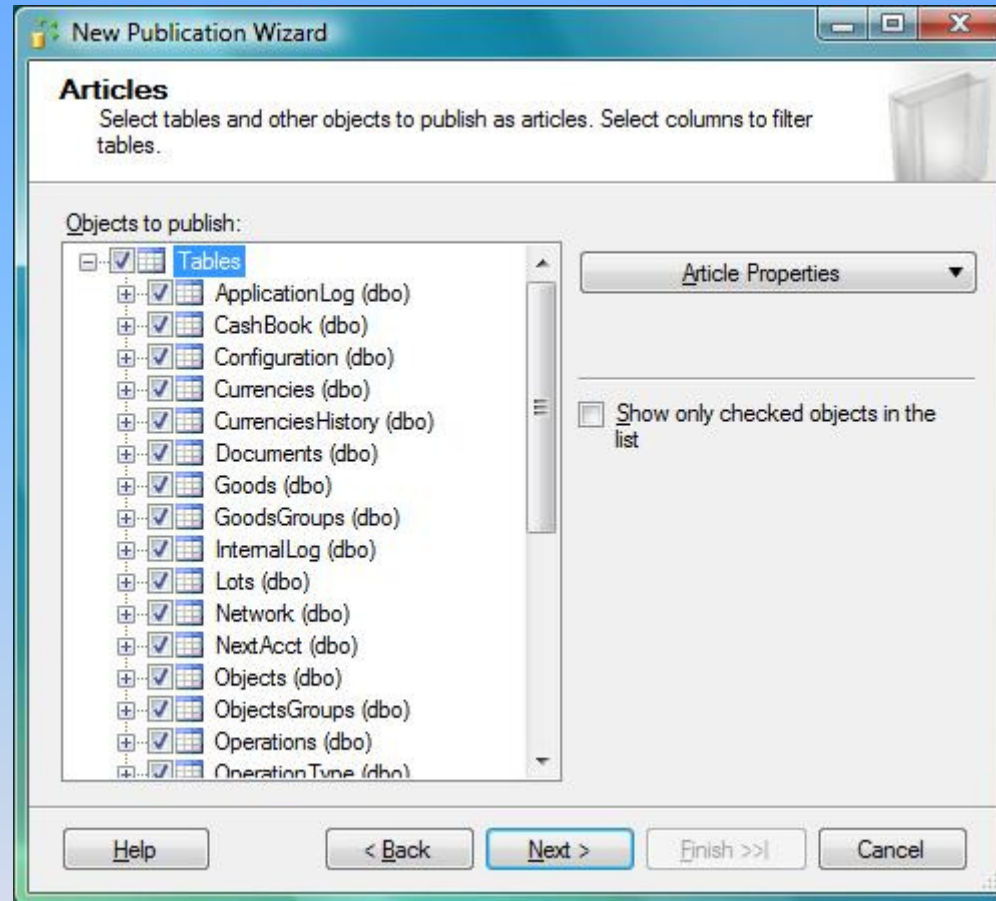 New Publication Wizard
Articles
Select tables and other objects to publish as articles. Select columns to filter
tables.
Objects to publish:
Tables
ApplicationLog (dbo)
CashBook (dbo)
Configuration (dbo)
Currencies (dbo)
CurrenciesHistory (dbo)
Documents (dbo)
Goods (dbo)
GoodsGroups (dbo)
InternalLog (dbo)
Lots (dbo)
Network (dbo)
NextAcct (dbo)
Objects (dbo)
ObjectsGroups (dbo)
Operations (dbo)
OperationType (dbo)
Article Properties
Show only checked objects in the
list
Help
< Back
Next >
Finish >>|
Cancel